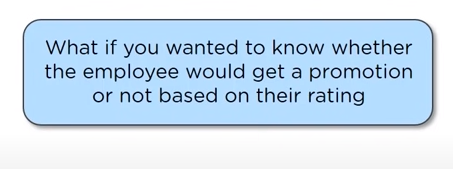 What if you wanted to know whether
the employee would get a promotion
or not based on their rating